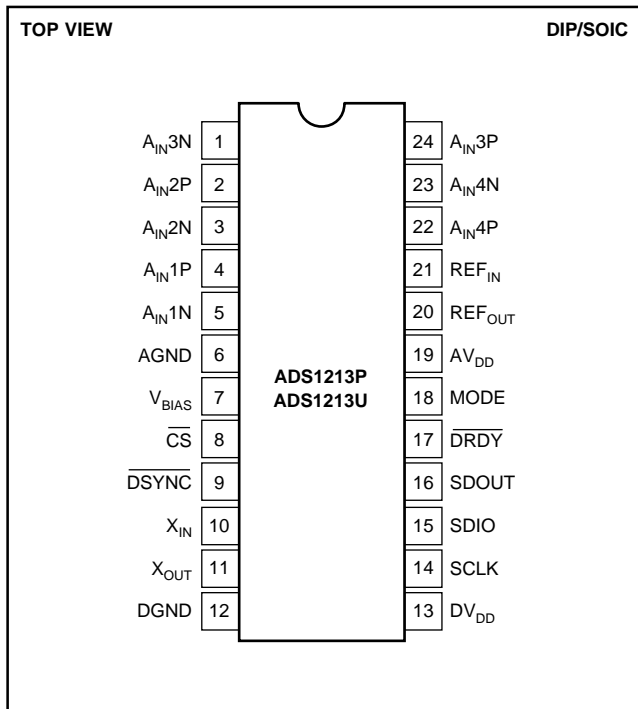 TOP VIEW DIP/SOIC
AIN3N 1 24 AIN3P
AIN2P 2 23 AIN4N
AIN2N 3 22 AIN4P
AIN1P 4 21 REFIN
AIN1N 5 20 REFOUT
AGND 6 19 AVDD
ADS1213P
ADS1213U
VBIAS 7 18 MODE
CS 8 17 DRDY
DSYNC 9 16 SDOUT
XIN 10 15 SDIO
XOUT 11 14 SCLK
DGND 12 13 DVDD